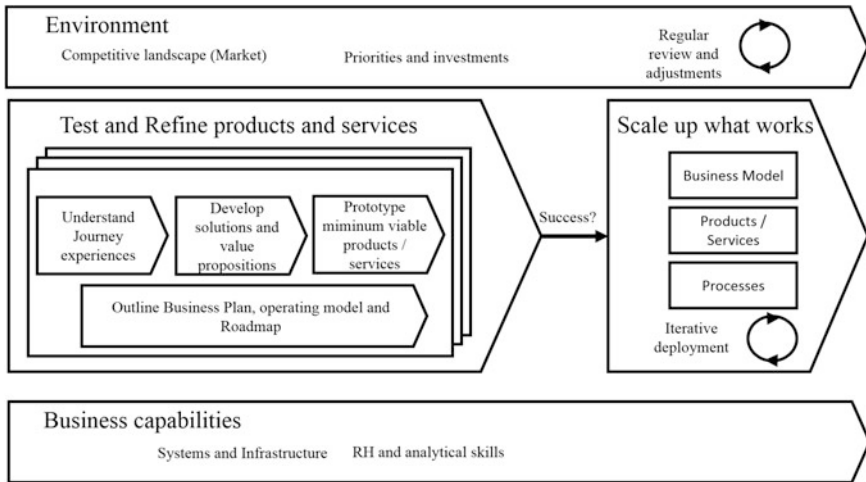 Environment
Competitive landscape (Market)
Priorities and investments
Regular
review and
adjustments
Test and Refine products and services
Understand
Journey
experiences
Develop
solutions and
value
propositions
Prototype
miminum viable
products /
services
Outline Business Plan, operating model and
Roadmap
Success?
Scale up what works
Business Model
Products /
Services
Processes
Iterative
deployment
Business capabilities
Systems and Infrastructure
RH and analytical skills